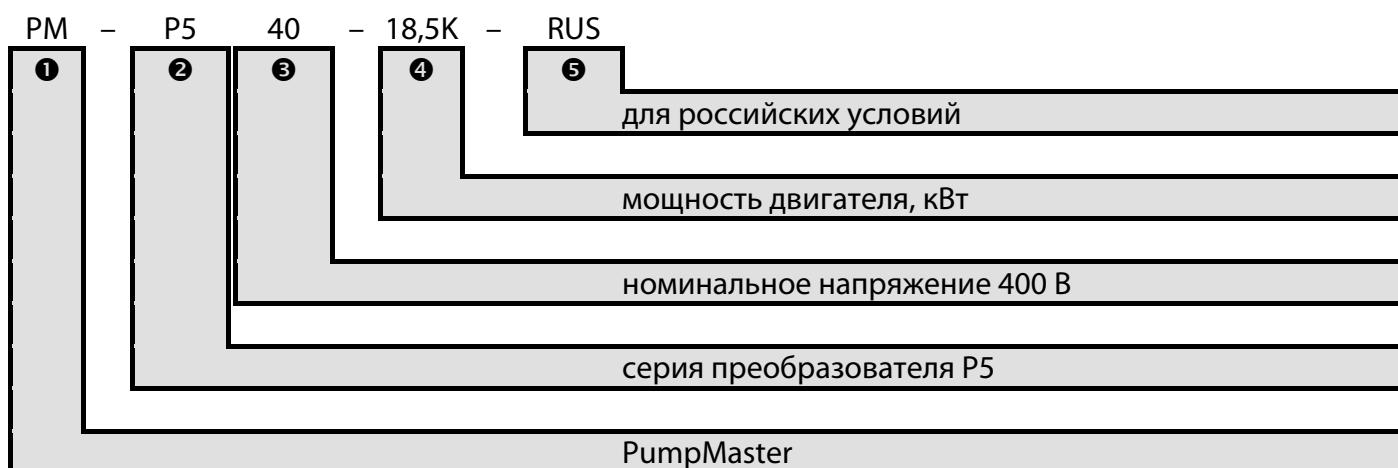 PM – P5 40 – 18,5K – RUS
❶ ❷ ❸ ❹ ❺
для российских условий
мощность двигателя, кВт
номинальное напряжение 400 В
серия преобразователя P5
PumpMaster